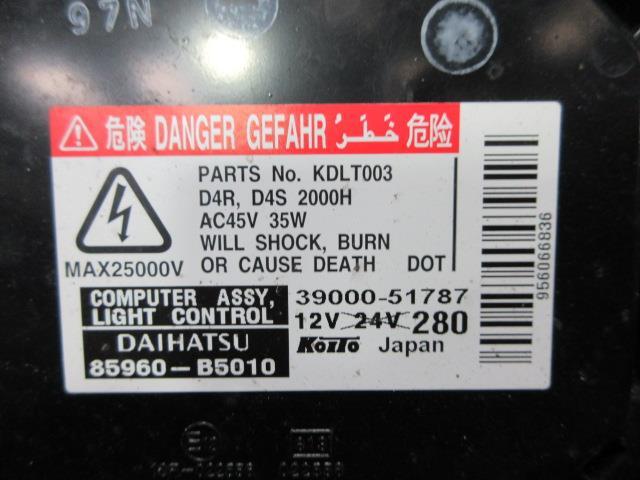 97N
危険 DANGER GEFAHR خَطَرُ 危险
PARTS No. KDLT003
D4R, D4S 2000H
AC45V 35W
WILL SHOCK, BURN
OR CAUSE DEATH DOT
MAX25000V
956066836
COMPUTER ASSY,
LIGHT CONTROL
39000-51787
12V 24V 280
DAIHATSU
85960-B5010
KOITO Japan